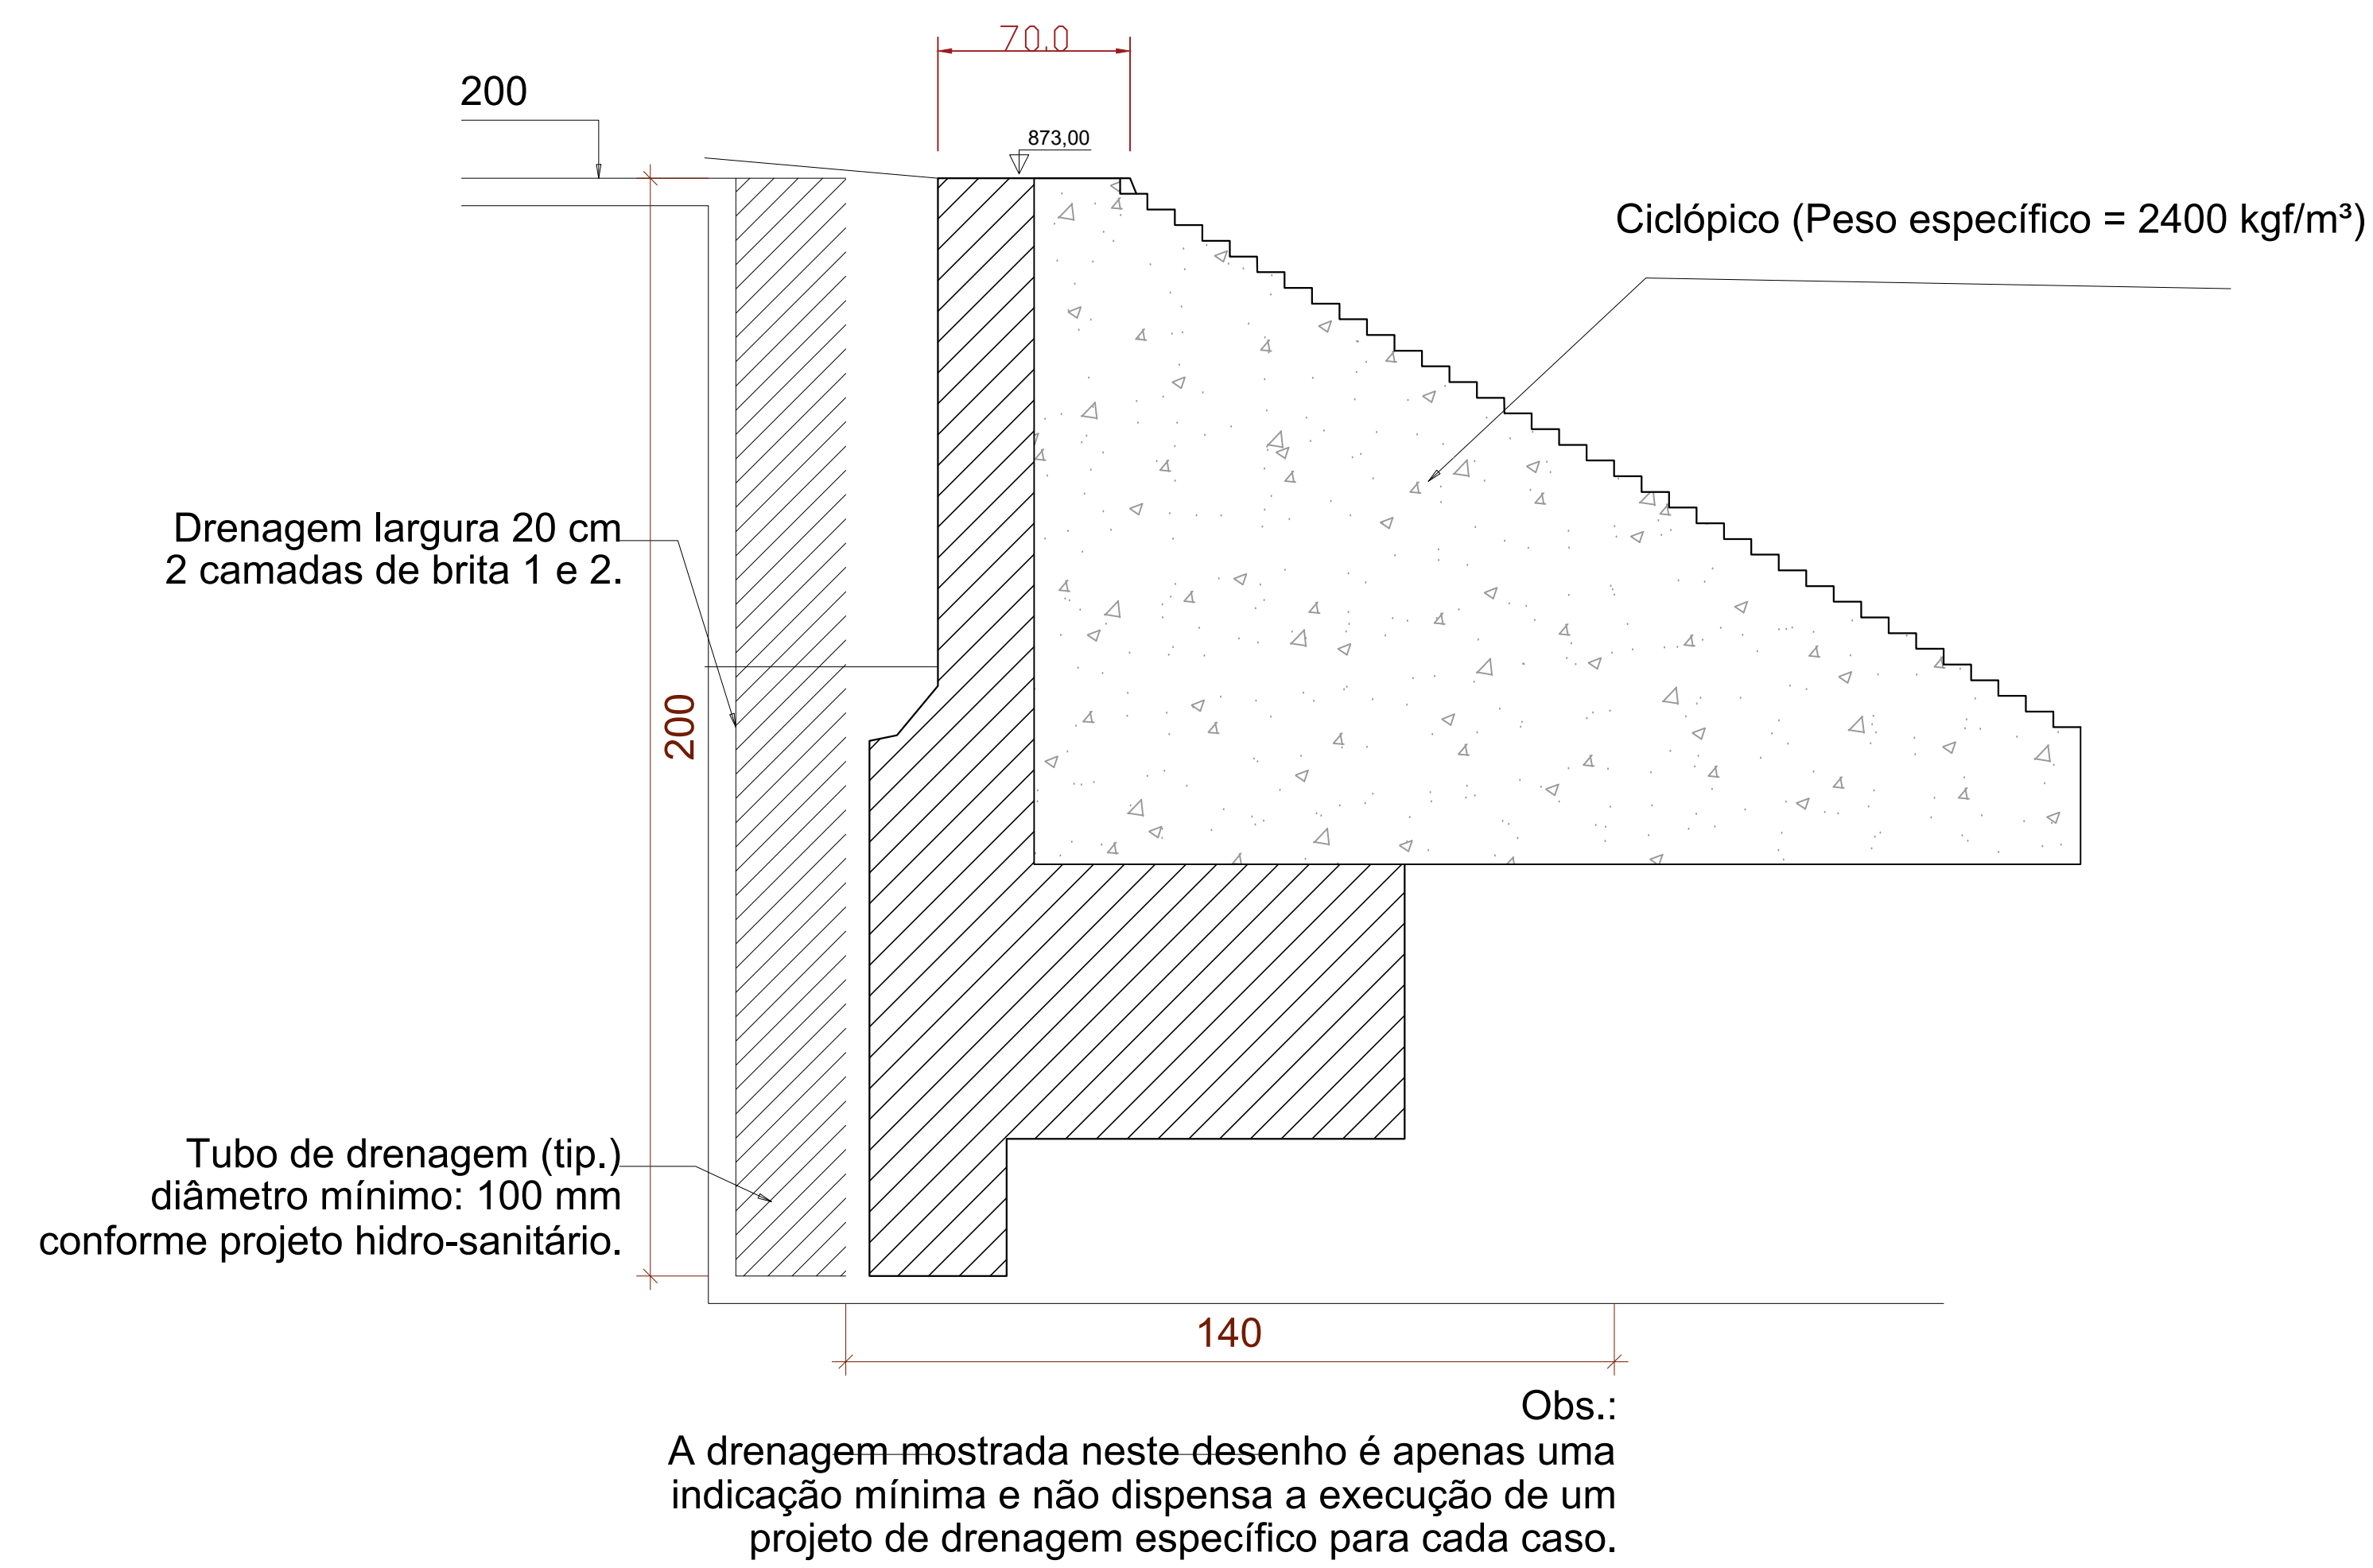 70,0
200
873,00
Ciclópico (Peso específico = 2400 kgf/m³)
Drenagem largura 20 cm
2 camadas de brita 1 e 2.
200
Tubo de drenagem (tip.)
diâmetro mínimo: 100 mm
conforme projeto hidro-sanitário.
140
Obs.:
A drenagem mostrada neste desenho é apenas uma
indicação mínima e não dispensa a execução de um
projeto de drenagem específico para cada caso.